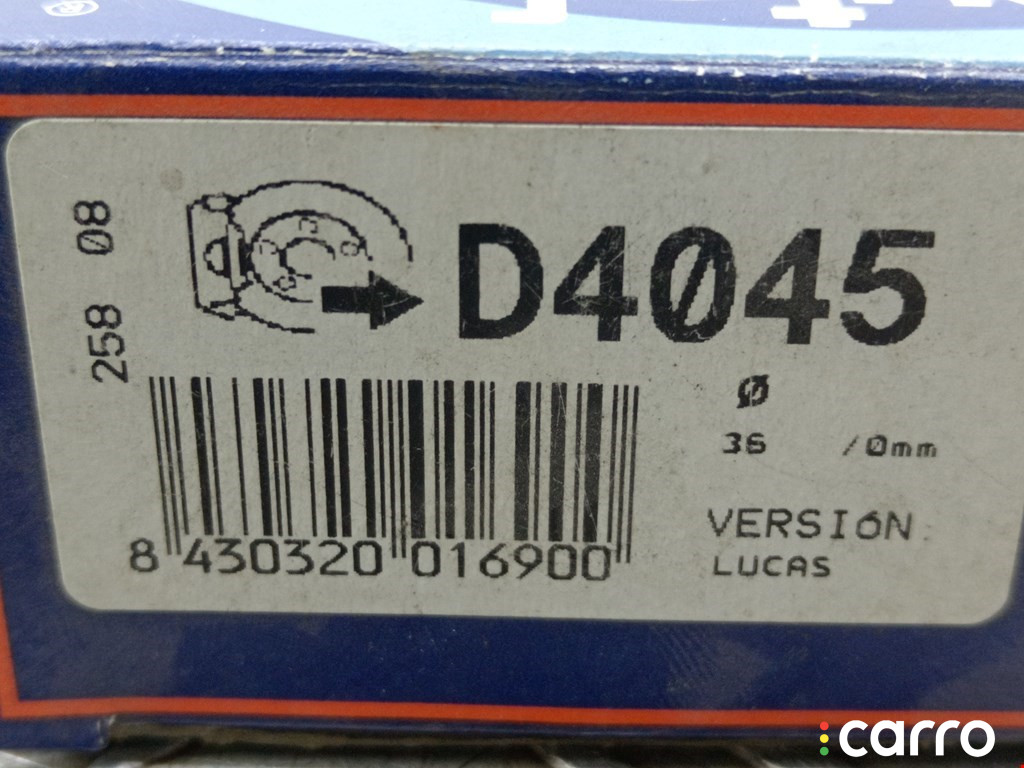 258 08
D4045
Ø
36 /0mm
VERSIÓN:
LUCAS
8 430320 016900
carro